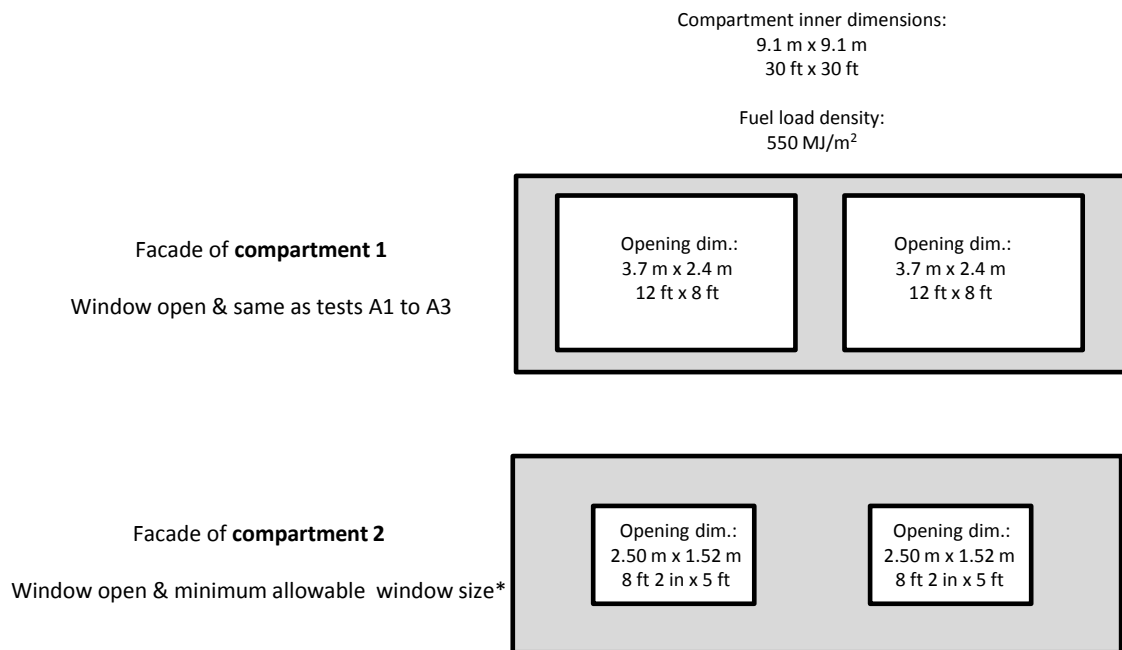 Compartment inner dimensions:
9.1 m x 9.1 m
30 ft x 30 ft
Fuel load density:
550 MJ/m²
Facade of compartment 1
Window open & same as tests A1 to A3
Opening dim.:
3.7 m x 2.4 m
12 ft x 8 ft
Opening dim.:
3.7 m x 2.4 m
12 ft x 8 ft
Facade of compartment 2
Window open & minimum allowable window size*
Opening dim.:
2.50 m x 1.52 m
8 ft 2 in x 5 ft
Opening dim.:
2.50 m x 1.52 m
8 ft 2 in x 5 ft